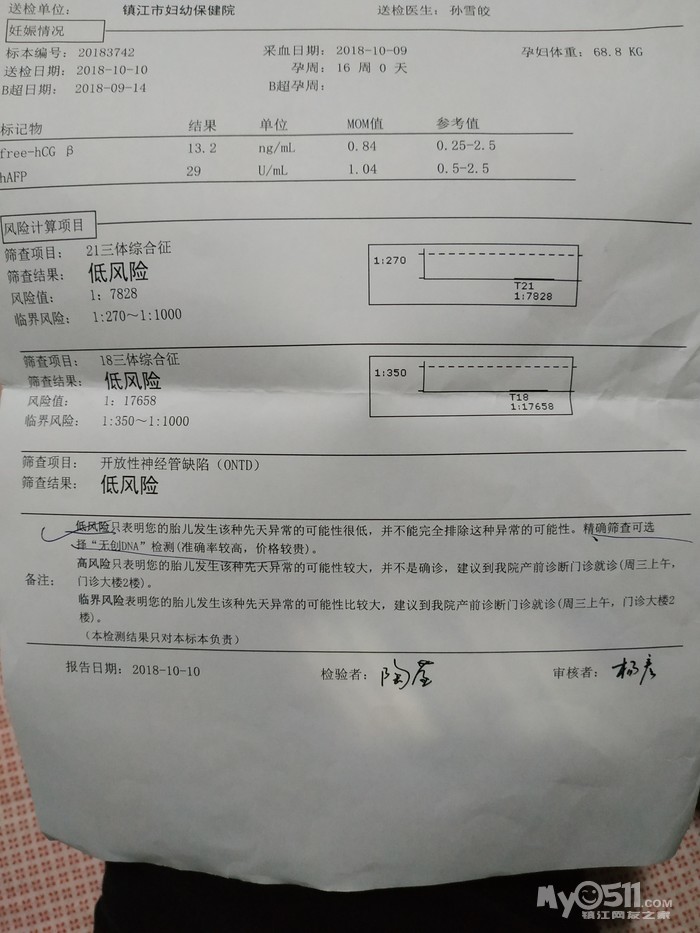 送检单位： 镇江市妇幼保健院 送检医生：孙雪皎
妊娠情况
标本编号：20183742 采血日期：2018-10-09 孕妇体重：68.8 KG
送检日期：2018-10-10 孕周：16 周 0 天
B超日期：2018-09-14 B超孕周：
标记物 结果 单位 MOM值 参考值
free-hCG β 13.2 ng/mL 0.84 0.25-2.5
hAFP 29 U/mL 1.04 0.5-2.5
风险计算项目
筛查项目： 21三体综合征
筛查结果： 低风险
风险值： 1: 7828
临界风险： 1:270～1:1000
1:270
T21
1:7828
筛查项目： 18三体综合征
筛查结果： 低风险
风险值： 1: 17658
临界风险： 1:350～1:1000
1:350
T18
1:17658
筛查项目： 开放性神经管缺陷（ONTD）
筛查结果： 低风险
低风险只表明您的胎儿发生该种先天异常的可能性很低，并不能完全排除这种异常的可能性。精确筛查可选
择“无创DNA”检测(准确率较高，价格较贵)。
高风险只表明您的胎儿发生该种先天异常的可能性较大，并不是确诊，建议到我院产前诊断门诊就诊(周三上午，
备注： 门诊大楼2楼)。
临界风险表明您的胎儿发生该种先天异常的可能性比较大，建议到我院产前诊断门诊就诊(周三上午，门诊大楼2
楼)。
（本检测结果只对本标本负责）
报告日期：2018-10-10 检验者： 审核者：
My0511.COM
镇江网友之家